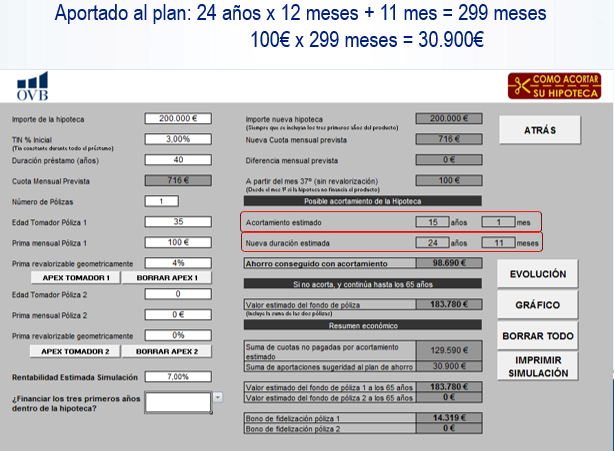 Aportado al plan: 24 años x 12 meses + 11 mes = 299 meses
100€ x 299 meses = 30.900€
OVB
COMO ACORTAR
SU HIPOTECA
Importe de la hipoteca 200.000 €
TIN % Inicial 3,00%
(Tin constante durante todo el préstamo)
Duración préstamo (años) 40
Cuota Mensual Prevista 716 €
Número de Pólizas 1
Edad Tomador Póliza 1 35
Prima mensual Póliza 1 100 €
Prima revalorizable geometricamente 4%
APEX TOMADOR 1 BORRAR APEX 1
Edad Tomador Póliza 2 0
Prima mensual Póliza 2 0 €
Prima revalorizable geometricamente 0%
APEX TOMADOR 2 BORRAR APEX 2
Rentabilidad Estimada Simulación 7,00%
¿Financiar los tres primeros años
dentro de la hipoteca?
Importe nueva hipoteca 200.000 €
(Siempre que se incluyan los tres primeros años del producto)
Nueva Cuota mensual Prevista 716 €
Diferencia mensual prevista 0 €
A partir del mes 37º (sin revalorización) 100 €
(Desde el mes 1º si la hipoteca no financia el producto)
Posible acortamiento de la Hipoteca
Acortamiento estimado 15 años 1 mes
Nueva duración estimada 24 años 11 meses
Ahorro conseguido con acortamiento 98.690 €
Si no acorta, y continúa hasta los 65 años
Valor estimado del fondo de póliza 183.780 €
(Incluye la suma de las dos pólizas)
Resumen económico
Suma de cuotas no pagadas por acortamiento
estimado 129.590 €
Suma de aportaciones sugeridad al plan de ahorro 30.900 €
Valor estimado del fondo de póliza 1 a los 65 años 183.780 €
Valor estimado del fondo de póliza 2 a los 65 años 0 €
Bono de fidelización póliza 1 14.319 €
Bono de fidelización póliza 2 0 €
ATRÁS
EVOLUCIÓN
GRÁFICO
BORRAR TODO
IMPRIMIR
SIMULACIÓN